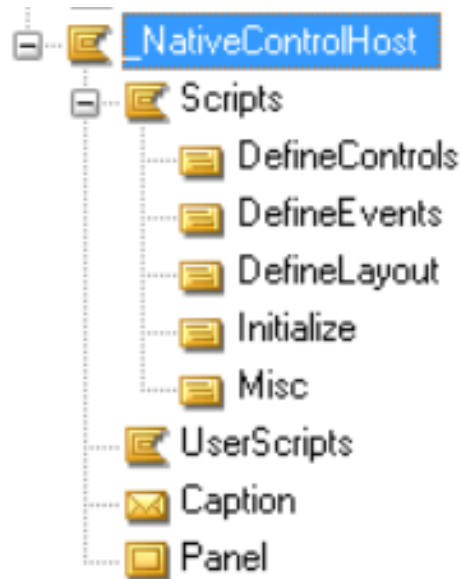 _NativeControlHost
Scripts
DefineControls
DefineEvents
DefineLayout
Initialize
Misc
UserScripts
Caption
Panel